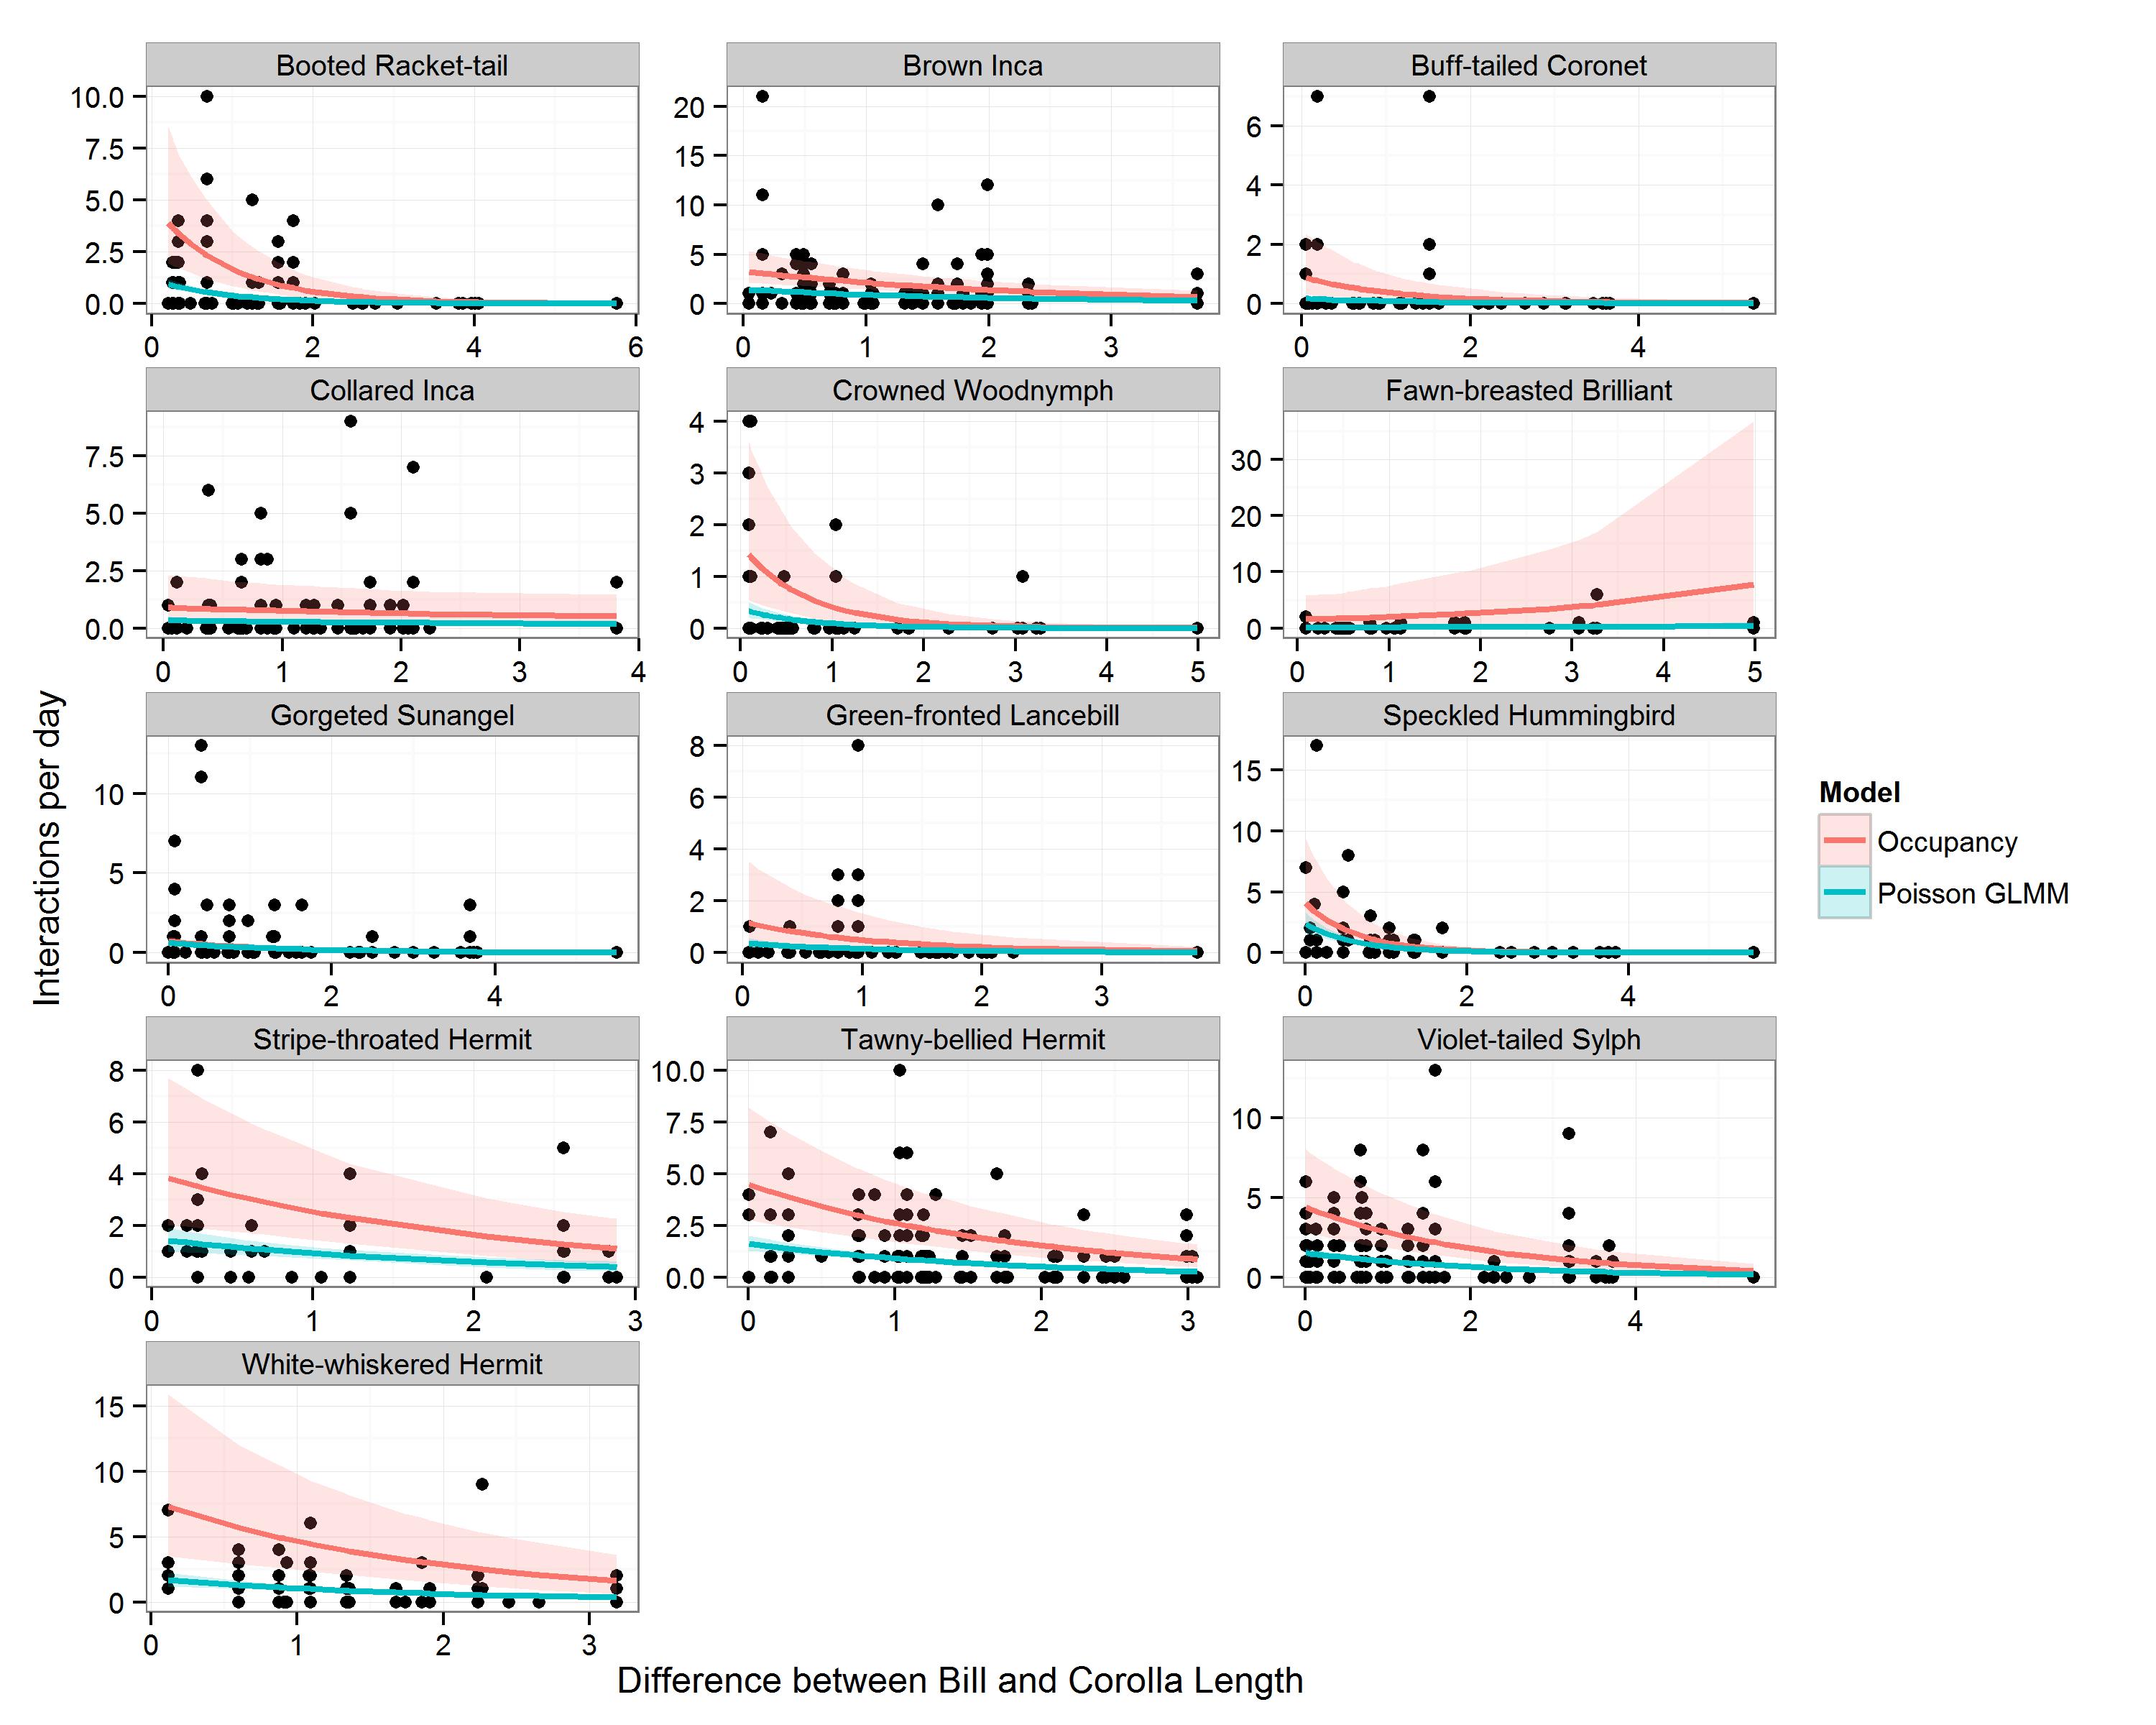 Booted Racket-tail
Brown Inca
Buff-tailed Coronet
10.0
7.5
5.0
2.5
0.0
0 2 4 6
20
15
10
5
0
0 1 2 3
6
4
2
0
0 2 4
Collared Inca
Crowned Woodnymph
Fawn-breasted Brilliant
7.5
5.0
2.5
0.0
0 1 2 3 4
4
3
2
1
0
0 1 2 3 4 5
30
20
10
0
0 1 2 3 4 5
Gorgeted Sunangel
Green-fronted Lancebill
Speckled Hummingbird
10
5
0
0 2 4
8
6
4
2
0
0 1 2 3
15
10
5
0
0 2 4
Stripe-throated Hermit
Tawny-bellied Hermit
Violet-tailed Sylph
8
6
4
2
0
0 1 2 3
10.0
7.5
5.0
2.5
0.0
0 1 2 3
10
5
0
0 2 4
White-whiskered Hermit
15
10
5
0
0 1 2 3
Interactions per day
Difference between Bill and Corolla Length
Model
Occupancy
Poisson GLMM